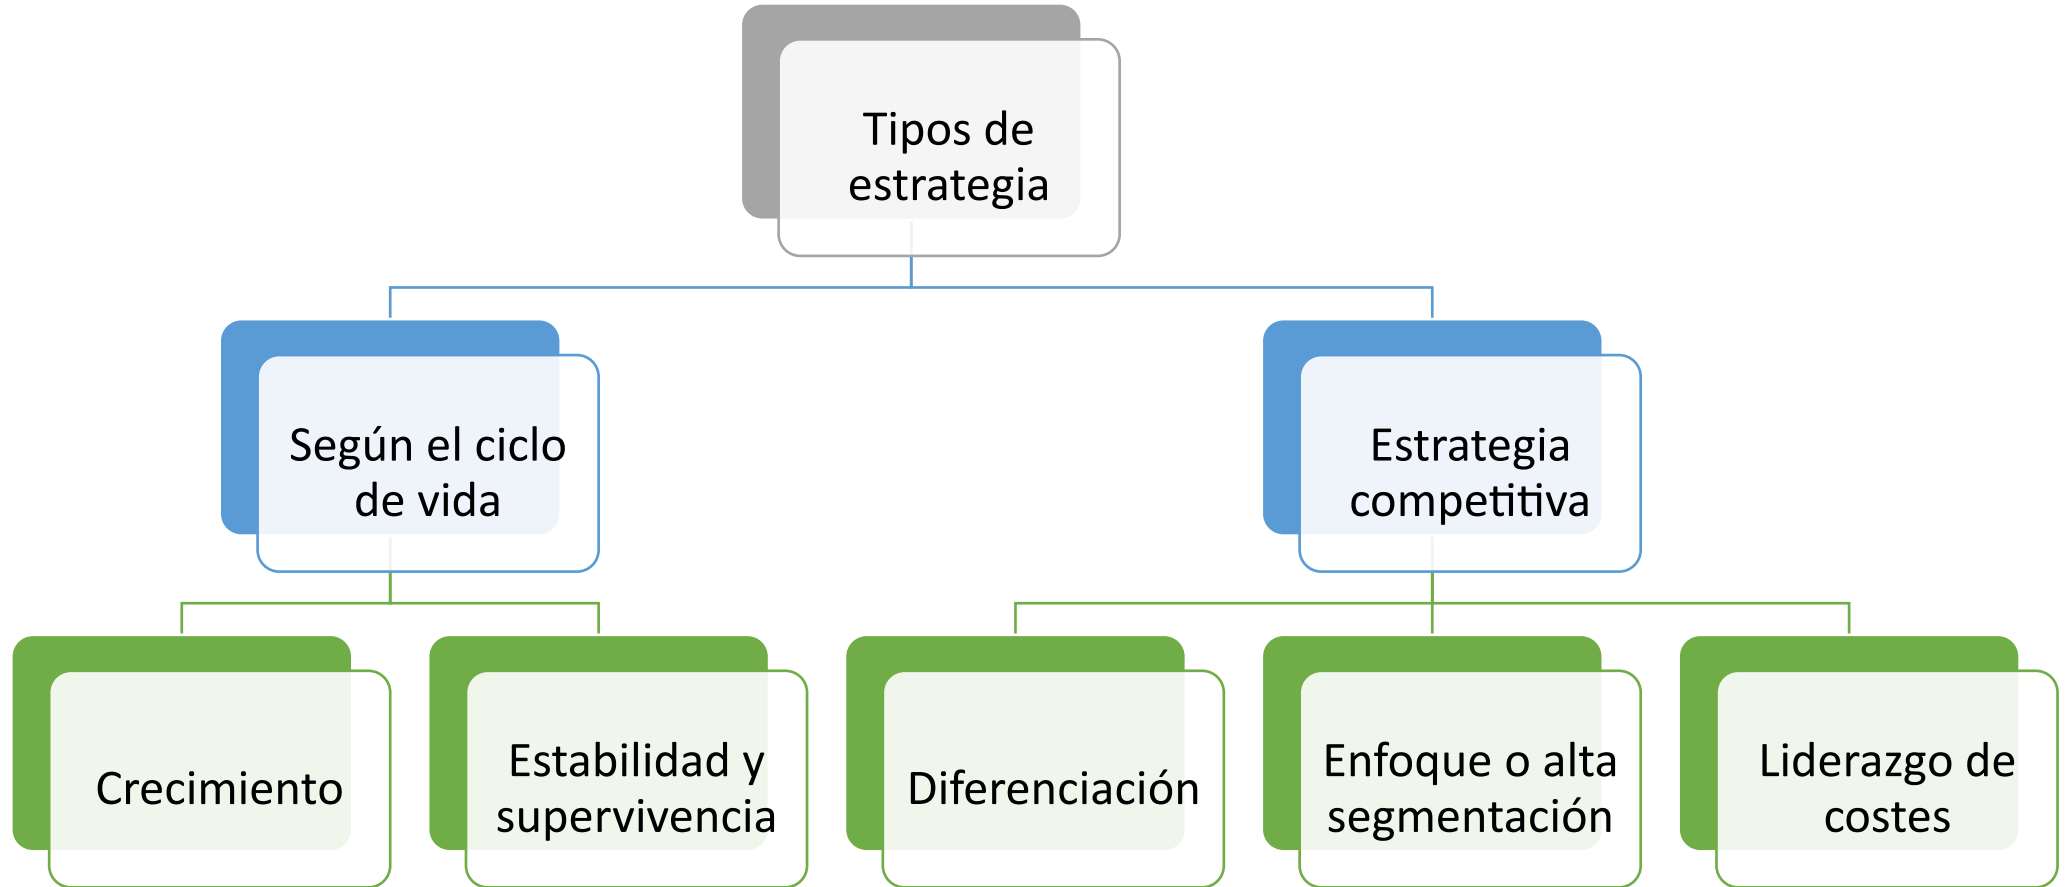 Tipos de
estrategia
Según el ciclo
de vida
Estrategia
competitiva
Crecimiento
Estabilidad y
supervivencia
Diferenciación
Enfoque o alta
segmentación
Liderazgo de
costes